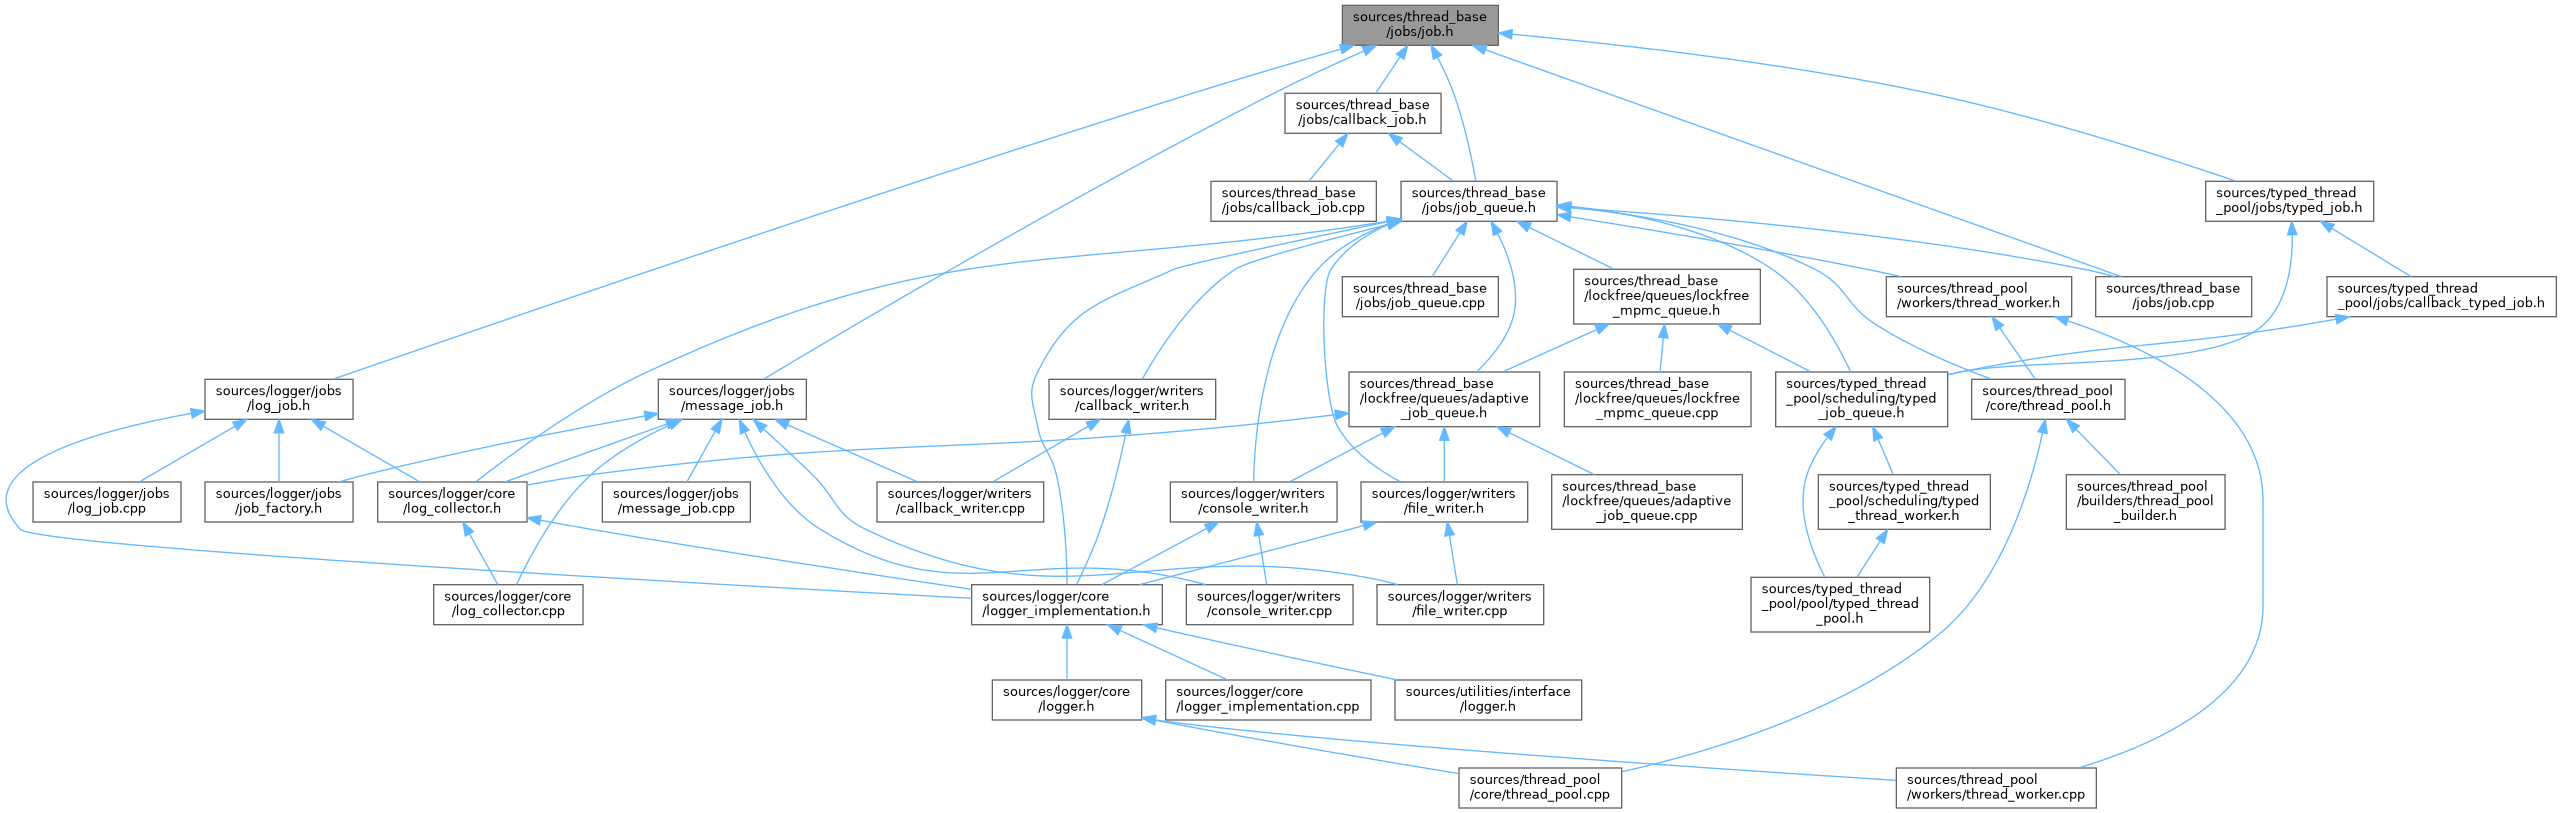 sources/thread_base
/jobs/job.h
sources/thread_base
/jobs/callback_job.h
sources/thread_base
/jobs/callback_job.cpp
sources/thread_base
/jobs/job_queue.h
sources/typed_thread
_pool/jobs/typed_job.h
sources/thread_base
/jobs/job_queue.cpp
sources/thread_base
/lockfree/queues/lockfree
_mpmc_queue.h
sources/thread_pool
/workers/thread_worker.h
sources/thread_base
/jobs/job.cpp
sources/typed_thread
_pool/jobs/callback_typed_job.h
sources/logger/jobs
/log_job.h
sources/logger/jobs
/message_job.h
sources/logger/writers
/callback_writer.h
sources/thread_base
/lockfree/queues/adaptive
_job_queue.h
sources/thread_base
/lockfree/queues/lockfree
_mpmc_queue.cpp
sources/typed_thread
_pool/scheduling/typed
_job_queue.h
sources/thread_pool
/core/thread_pool.h
sources/logger/jobs
/log_job.cpp
sources/logger/jobs
/job_factory.h
sources/logger/core
/log_collector.h
sources/logger/jobs
/message_job.cpp
sources/logger/writers
/callback_writer.cpp
sources/logger/writers
/console_writer.h
sources/logger/writers
/file_writer.h
sources/thread_base
/lockfree/queues/adaptive
_job_queue.cpp
sources/typed_thread
_pool/scheduling/typed
_thread_worker.h
sources/thread_pool
/builders/thread_pool
_builder.h
sources/logger/core
/log_collector.cpp
sources/logger/core
/logger_implementation.h
sources/logger/writers
/console_writer.cpp
sources/logger/writers
/file_writer.cpp
sources/typed_thread
_pool/pool/typed_thread
_pool.h
sources/logger/core
/logger.h
sources/logger/core
/logger_implementation.cpp
sources/utilities/interface
/logger.h
sources/thread_pool
/core/thread_pool.cpp
sources/thread_pool
/workers/thread_worker.cpp